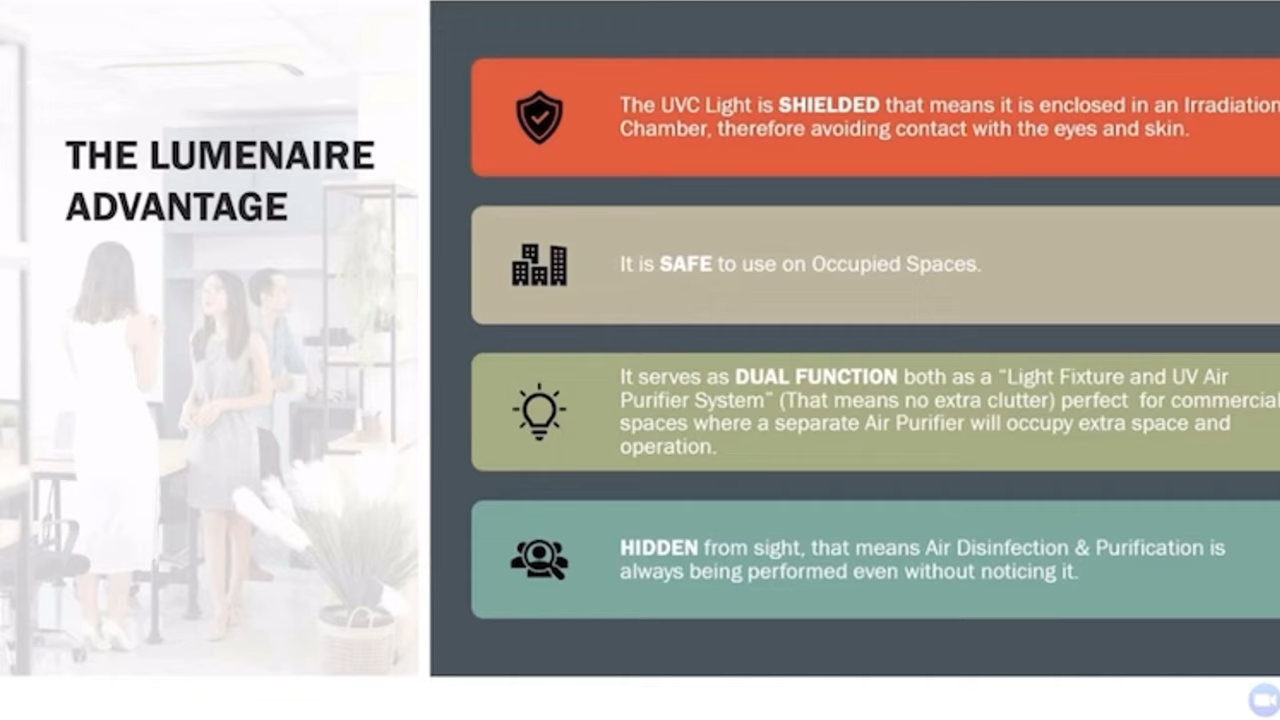 THE LUMENAIRE
ADVANTAGE
The UVC Light is SHIELDED that means it is enclosed in an Irradiation
Chamber, therefore avoiding contact with the eyes and skin.
It is SAFE to use on Occupied Spaces.
It serves as DUAL FUNCTION both as a “Light Fixture and UV Air
Purifier System” (That means no extra clutter) perfect for commercial
spaces where a separate Air Purifier will occupy extra space and
operation.
HIDDEN from sight, that means Air Disinfection & Purification is
always being performed even without noticing it.